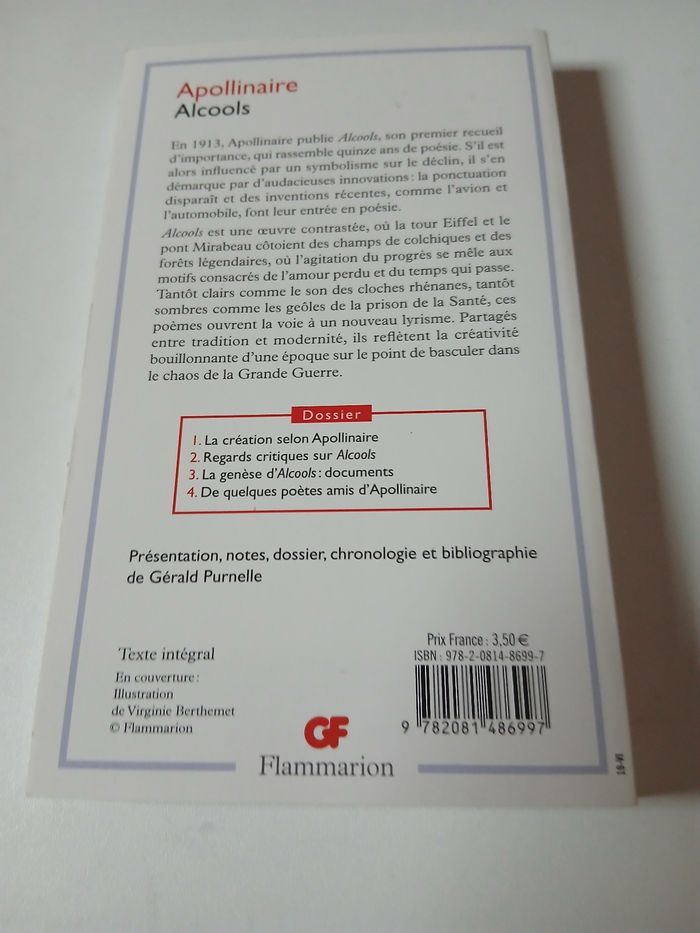 Apollinaire
Alcools
En 1913, Apollinaire publie Alcools, son premier recueil
d'importance, qui rassemble quinze ans de poésie. S'il est
alors influencé par un symbolisme sur le déclin, il s'en
démarque par d'audacieuses innovations : la ponctuation
disparaît et des inventions récentes, comme l'avion et
l'automobile, font leur entrée en poésie.
Alcools est une œuvre contrastée, où la tour Eiffel et le
pont Mirabeau côtoient des champs de colchiques et des
forêts légendaires, où l'agitation du progrès se mêle aux
motifs consacrés de l'amour perdu et du temps qui passe.
Tantôt clairs comme le son des cloches rhénanes, tantôt
sombres comme les geôles de la prison de la Santé, ces
poèmes ouvrent la voie à un nouveau lyrisme. Partagés
entre tradition et modernité, ils reflètent la créativité
bouillonnante d'une époque sur le point de basculer dans
le chaos de la Grande Guerre.
Dossier
1. La création selon Apollinaire
2. Regards critiques sur Alcools
3. La genèse d'Alcools : documents
4. De quelques poètes amis d'Apollinaire
Présentation, notes, dossier, chronologie et bibliographie
de Gérald Purnelle
Texte intégral
En couverture :
Illustration
de Virginie Berthemet
© Flammarion
GF
Flammarion
Prix France : 3,50 €
ISBN : 978-2-0814-8699-7
9 782081 486997